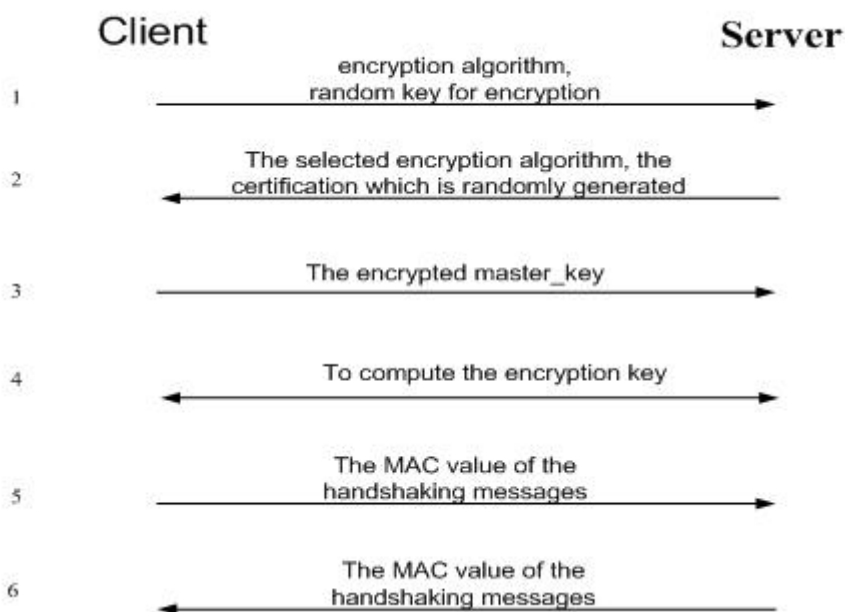 Client
Server
1
encryption algorithm,
random key for encryption
2
The selected encryption algorithm, the
certification which is randomly generated
3
The encrypted master_key
4
To compute the encryption key
5
The MAC value of the
handshaking messages
6
The MAC value of the
handshaking messages